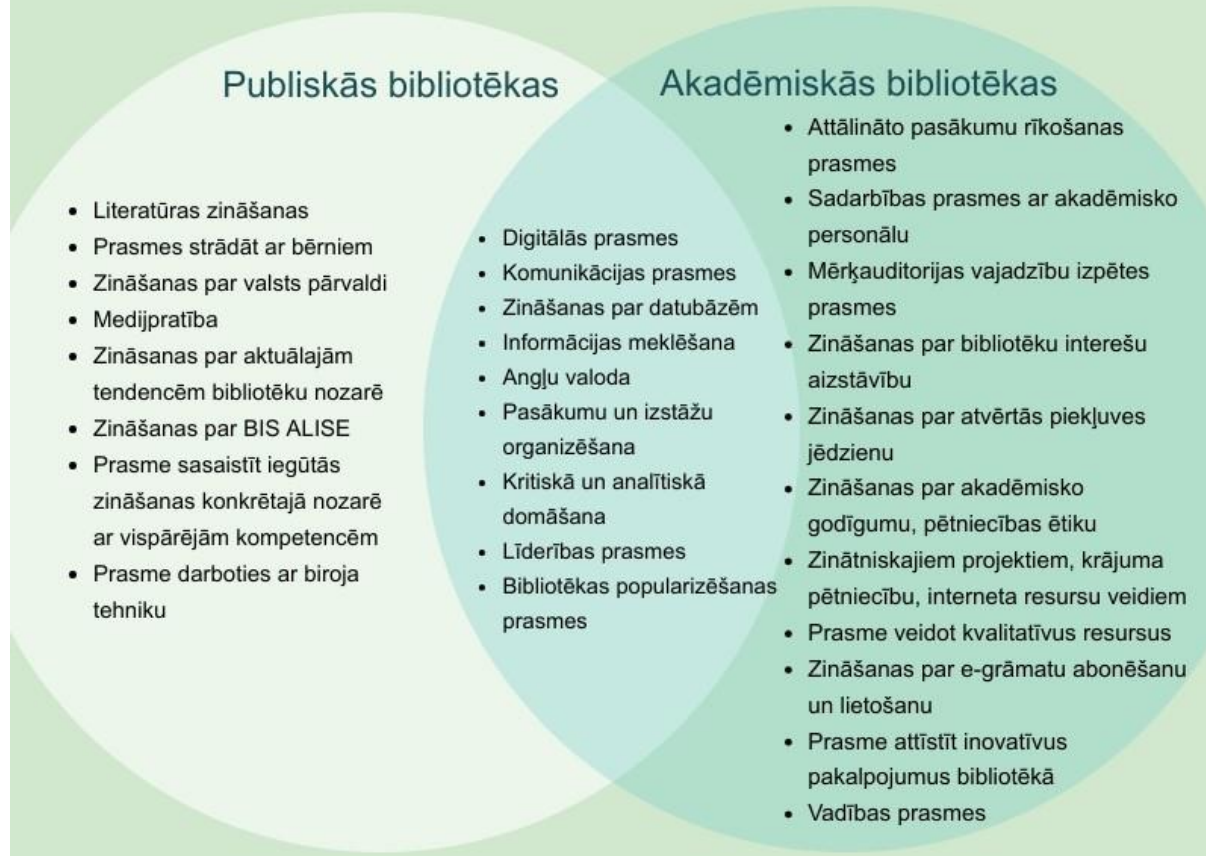 Publiskās bibliotēkas
• Literatūras zināšanas
• Prasmes strādāt ar bērniem
• Zināšanas par valsts pārvaldi
• Medijpratība
• Zināsanas par aktuālajām
tendencēm bibliotēku nozarē
• Zināšanas par BIS ALISE
• Prasme sasaistīt iegūtās
zināšanas konkrētajā nozarē
ar vispārējām kompetencēm
• Prasme darboties ar biroja
tehniku
• Digitālās prasmes
• Komunikācijas prasmes
• Zināšanas par datubāzēm
• Informācijas meklēšana
• Angļu valoda
• Pasākumu un izstāžu
organizēšana
• Kritiskā un analītiskā
domāšana
• Līderības prasmes
• Bibliotēkas popularizēšanas
prasmes
Akadēmiskās bibliotēkas
• Attālināto pasākumu rīkošanas
prasmes
• Sadarbības prasmes ar akadēmisko
personālu
• Mērķauditorijas vajadzību izpētes
prasmes
• Zināšanas par bibliotēku interešu
aizstāvību
• Zināšanas par atvērtās piekļuves
jēdzienu
• Zināšanas par akadēmisko
godīgumu, pētniecības ētiku
• Zinātniskajiem projektiem, krājuma
pētniecību, interneta resursu veidiem
• Prasme veidot kvalitatīvus resursus
• Zināšanas par e-grāmatu abonēšanu
un lietošanu
• Prasme attīstīt inovatīvus
pakalpojumus bibliotēkā
• Vadības prasmes